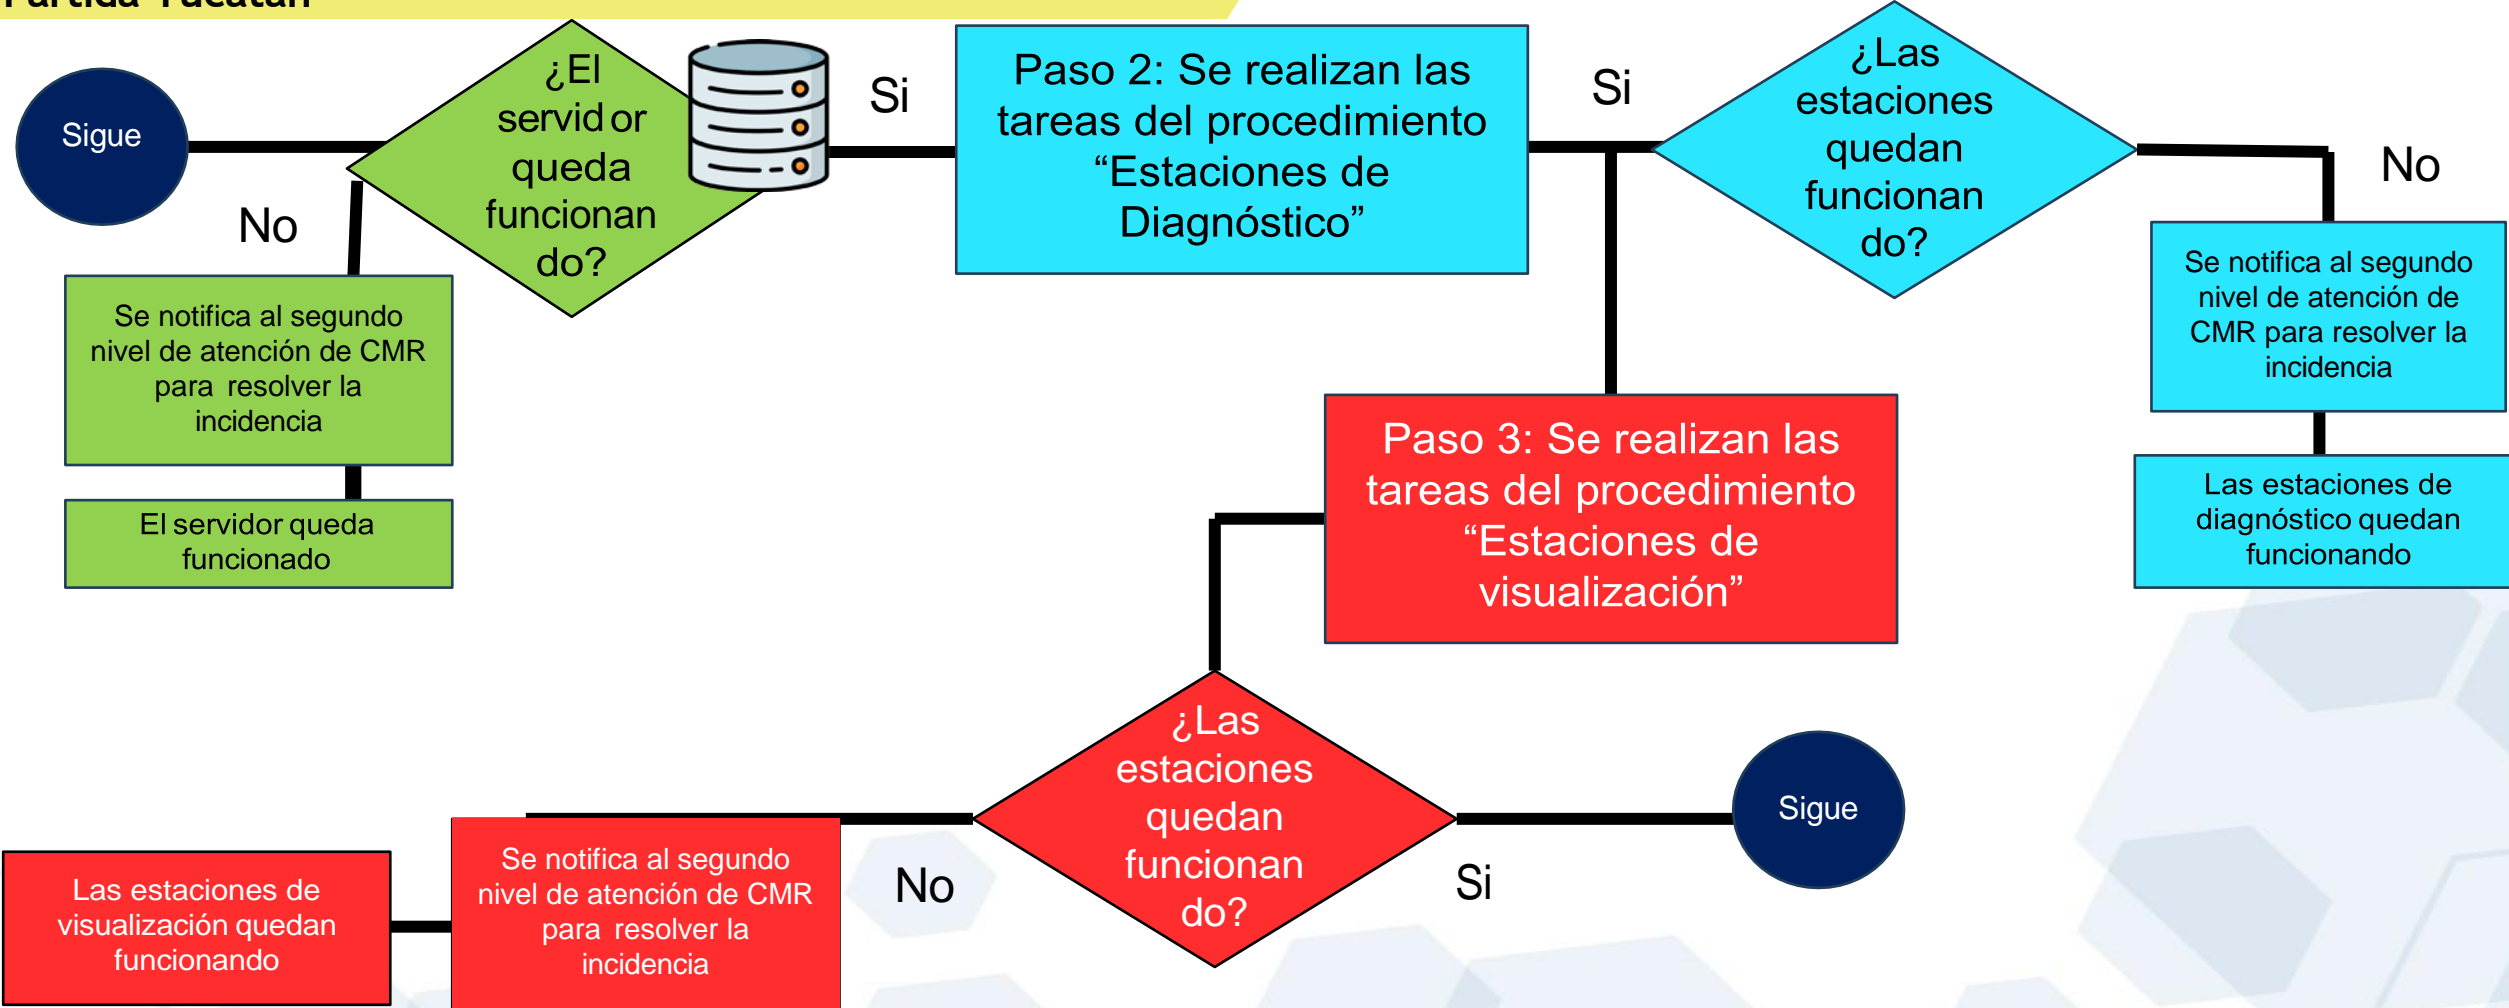 Partida Yucatán
Sigue
¿El
servidor
queda
funcionan
do?
Si
Paso 2: Se realizan las
tareas del procedimiento
“Estaciones de
Diagnóstico”
Si
¿Las
estaciones
quedan
funcionan
do?
No
No
Se notifica al segundo
nivel de atención de CMR
para resolver la
incidencia
El servidor queda
funcionado
Se notifica al segundo
nivel de atención de
CMR para resolver la
incidencia
Las estaciones de
diagnóstico quedan
funcionando
Paso 3: Se realizan las
tareas del procedimiento
“Estaciones de
visualización”
¿Las
estaciones
quedan
funcionan
do?
Sigue
No
Si
Se notifica al segundo
nivel de atención de CMR
para resolver la
incidencia
Las estaciones de
visualización quedan
funcionando